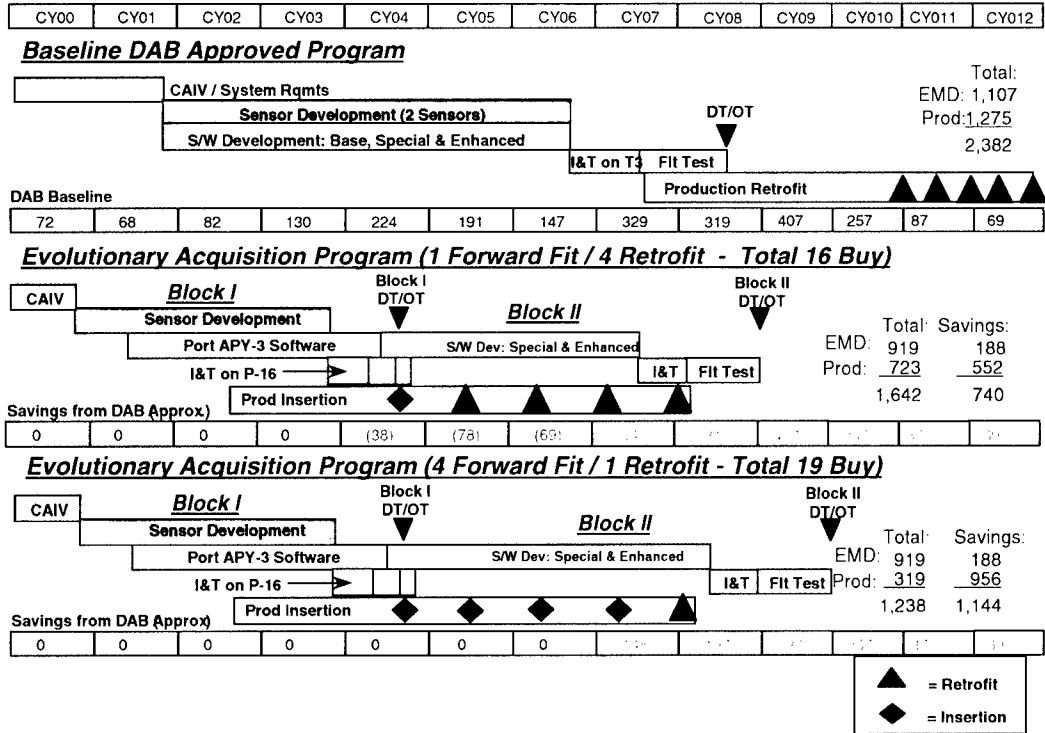 CY00 CY01 CY02 CY03 CY04 CY05 CY06 CY07 CY08 CY09 CY010 CY011 CY012
Baseline DAB Approved Program
CAIV / System Rqmts
Sensor Development (2 Sensors)
S/W Development: Base, Special & Enhanced
I&T on T3
Flt Test
DT/OT
Production Retrofit
Total:
EMD: 1,107
Prod: 1,275
2,382
DAB Baseline
72 68 82 130 224 191 147 329 319 407 257 87 69
Evolutionary Acquisition Program (1 Forward Fit / 4 Retrofit - Total 16 Buy)
CAIV
Block I
Block I
DT/OT
Block II
Block II
DT/OT
Sensor Development
Port APY-3 Software
S/W Dev: Special & Enhanced
I&T on P-16
I&T
Flt Test
Prod Insertion
Total: Savings:
EMD: 919 188
Prod: 723 552
1,642 740
Savings from DAB (Approx.)
0 0 0 0 (38) (78) (69)
Evolutionary Acquisition Program (4 Forward Fit / 1 Retrofit - Total 19 Buy)
CAIV
Block I
Block I
DT/OT
Block II
Block II
DT/OT
Sensor Development
Port APY-3 Software
S/W Dev: Special & Enhanced
I&T on P-16
I&T
Flt Test
Prod Insertion
Total: Savings:
EMD: 919 188
Prod: 319 956
1,238 1,144
Savings from DAB (Approx)
0 0 0 0 0 0 0
= Retrofit
= Insertion